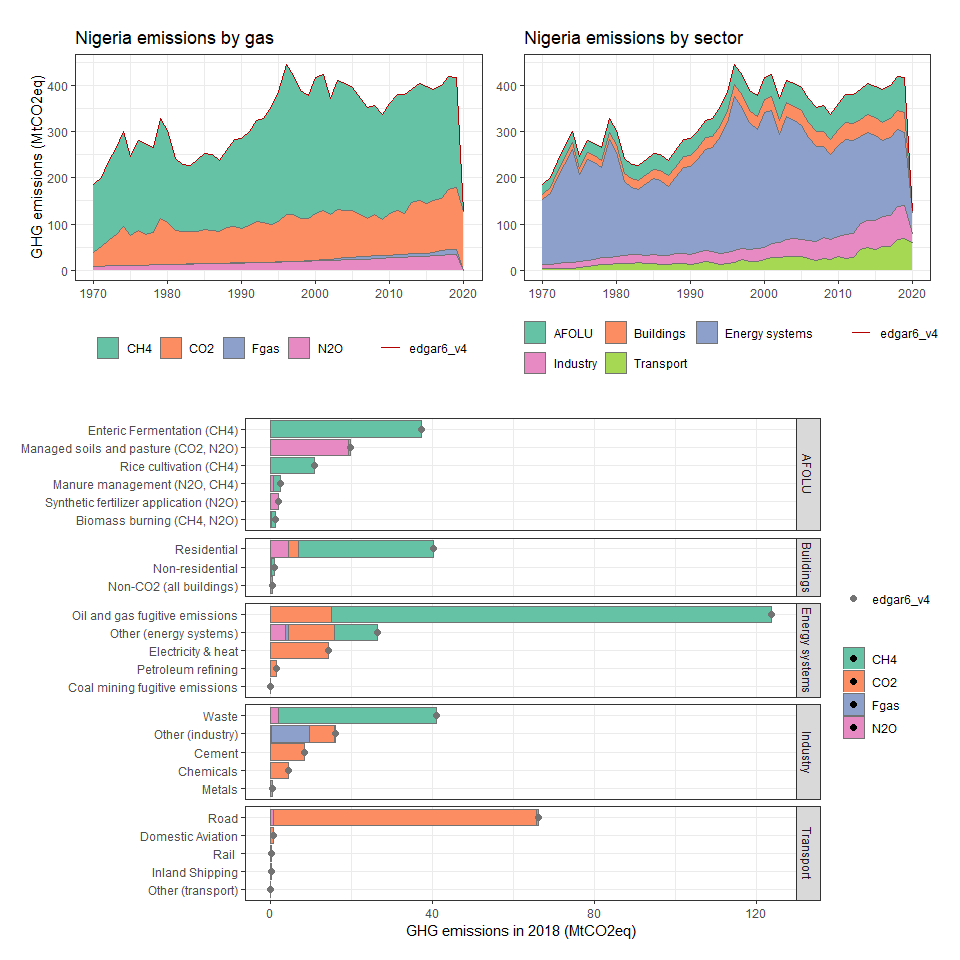 Nigeria emissions by gas
GHG emissions (MtCO2eq)
400
300
200
100
0
1970 1980 1990 2000 2010 2020
CH4 CO2 Fgas N2O edgar6_v4
Nigeria emissions by sector
400
300
200
100
0
1970 1980 1990 2000 2010 2020
AFOLU Buildings Energy systems edgar6_v4
Industry Transport
Enteric Fermentation (CH4)
Managed soils and pasture (CO2, N2O)
Rice cultivation (CH4)
Manure management (N2O, CH4)
Synthetic fertilizer application (N2O)
Biomass burning (CH4, N2O)
AFOLU
Residential
Non-residential
Non-CO2 (all buildings)
Buildings
Oil and gas fugitive emissions
Other (energy systems)
Electricity & heat
Petroleum refining
Coal mining fugitive emissions
Energy systems
Waste
Other (industry)
Cement
Chemicals
Metals
Industry
Road
Domestic Aviation
Rail
Inland Shipping
Other (transport)
Transport
0 40 80 120
GHG emissions in 2018 (MtCO2eq)
edgar6_v4
CH4
CO2
Fgas
N2O